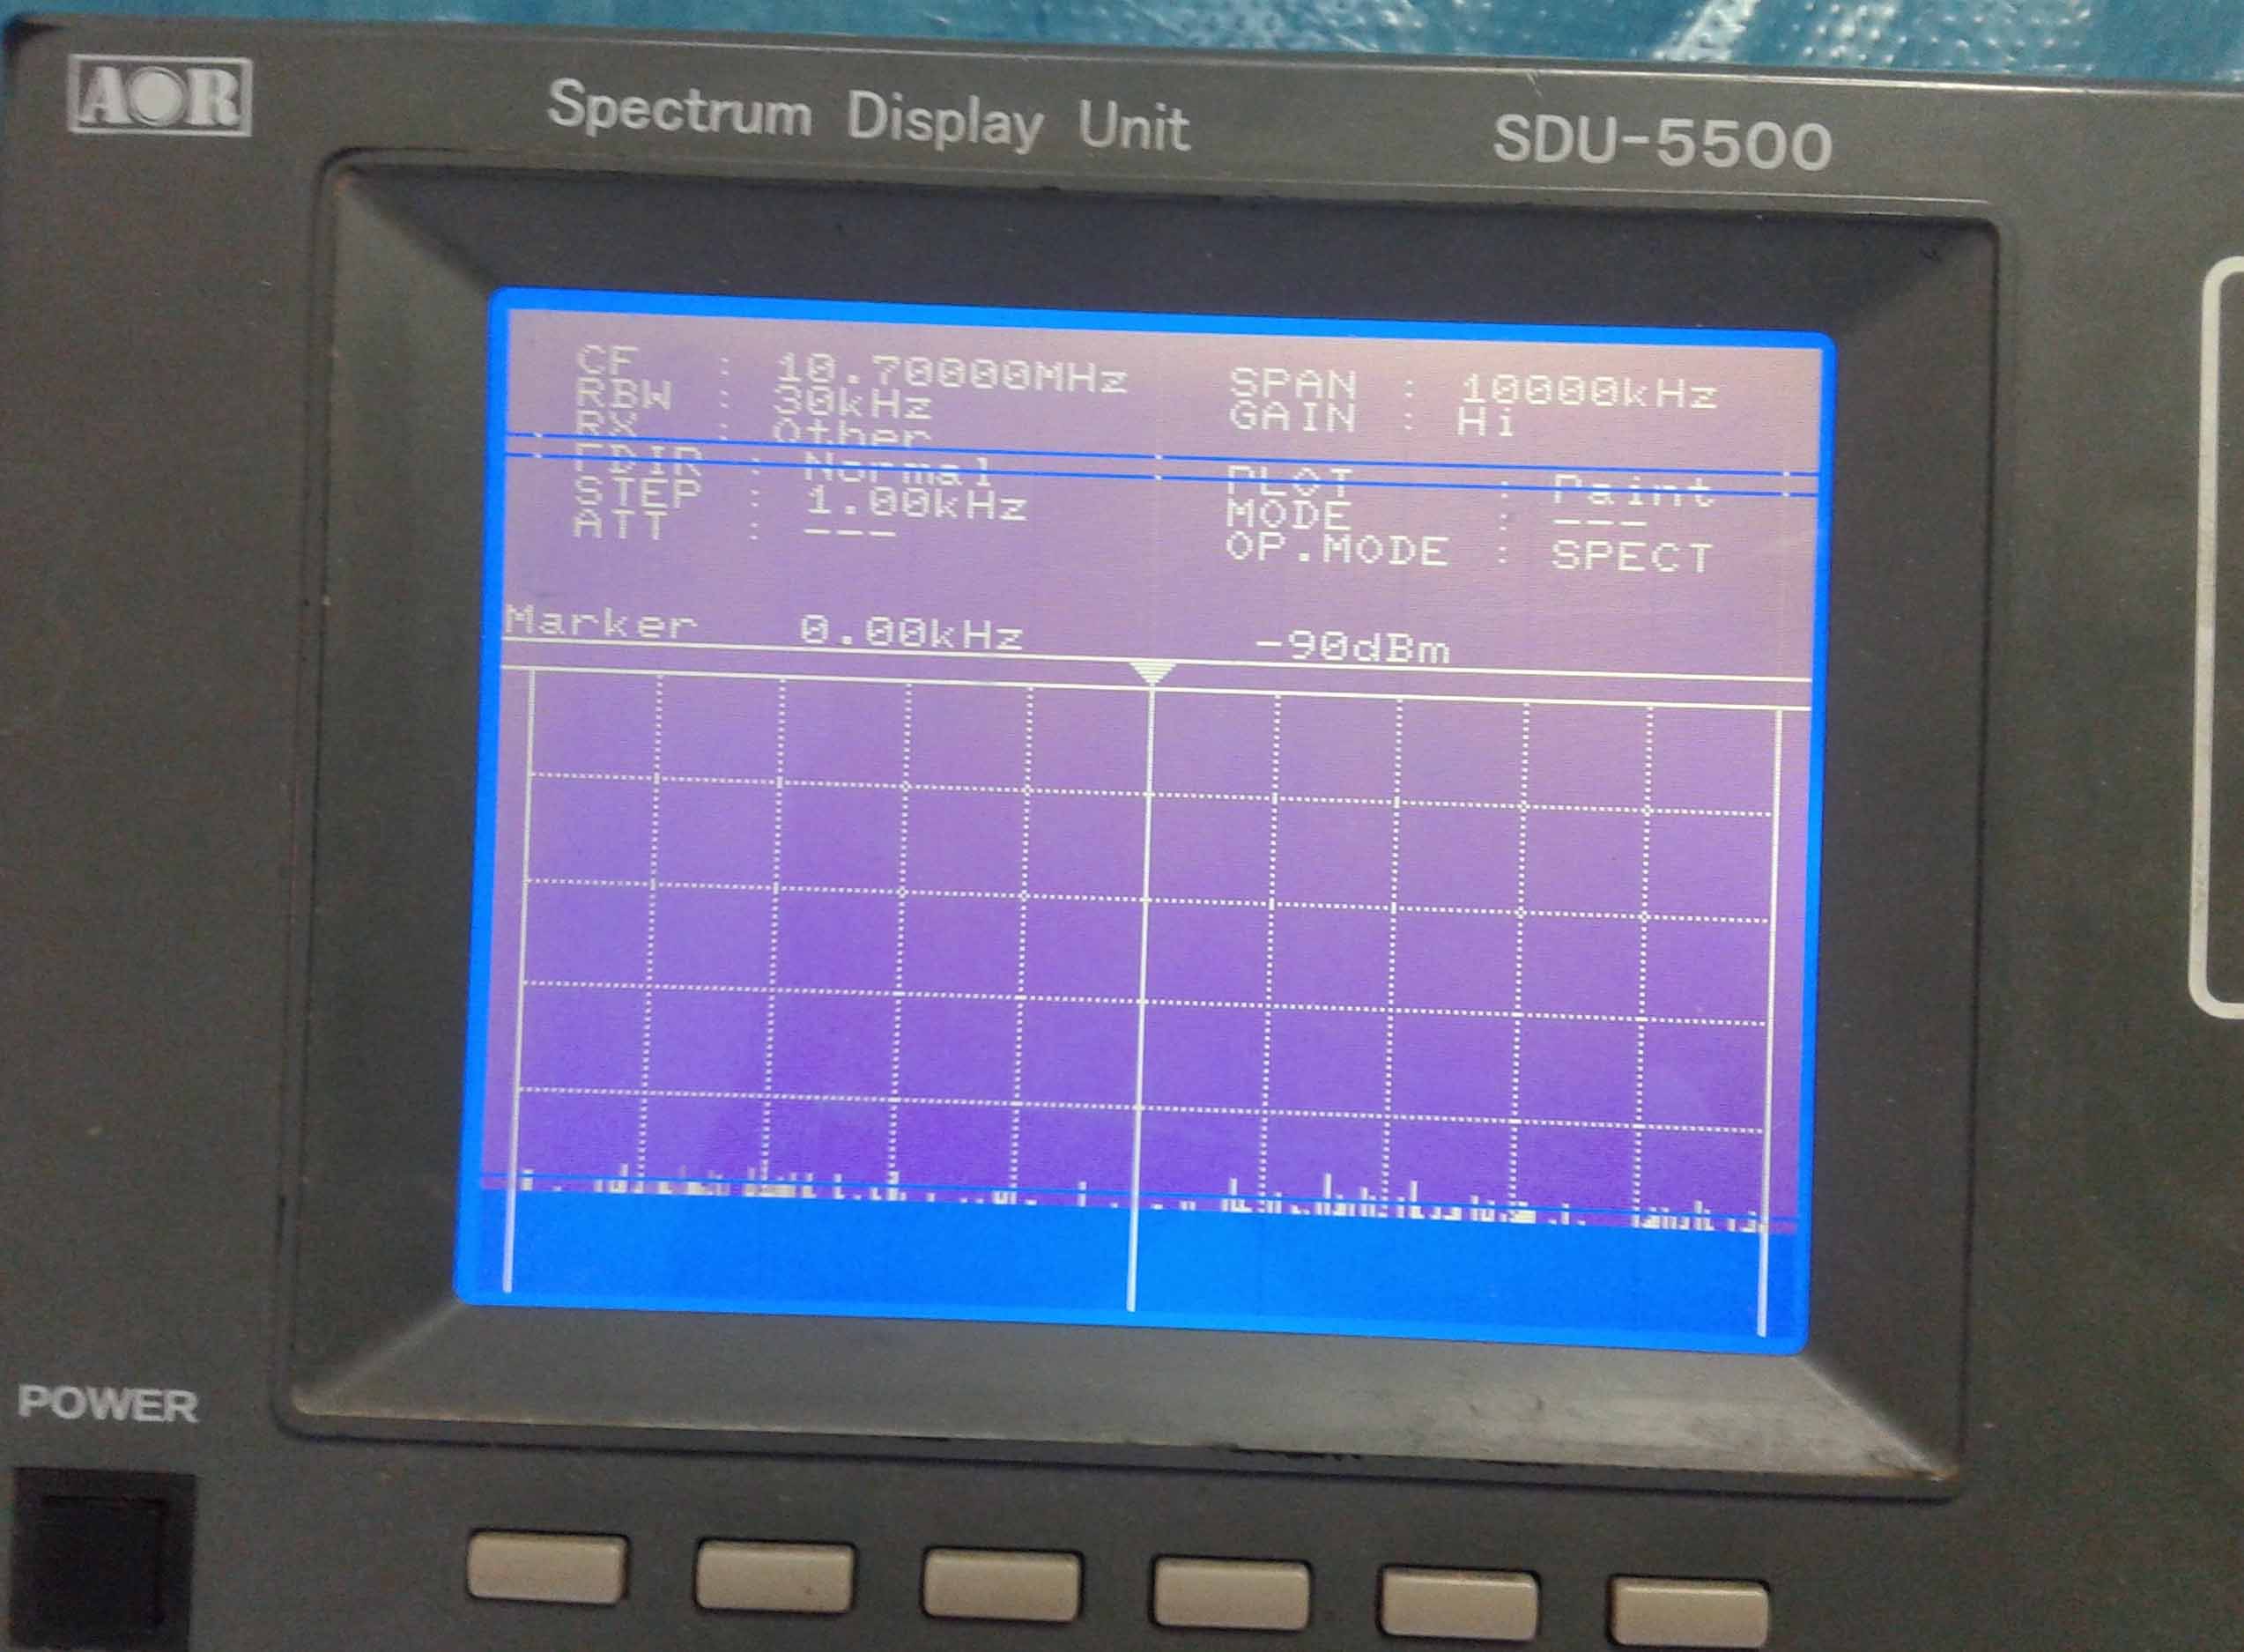 AOR
Spectrum Display Unit SDU-5500
CF : 10.70000MHz SPAN : 10000kHz
RBW : 30kHz GAIN : Hi
RX : Other
FDIR : Normal PLOT : Paint
STEP : 1.00kHz MODE : ---
ATT : --- OP.MODE : SPECT
Marker 0.00kHz -90dBm
POWER